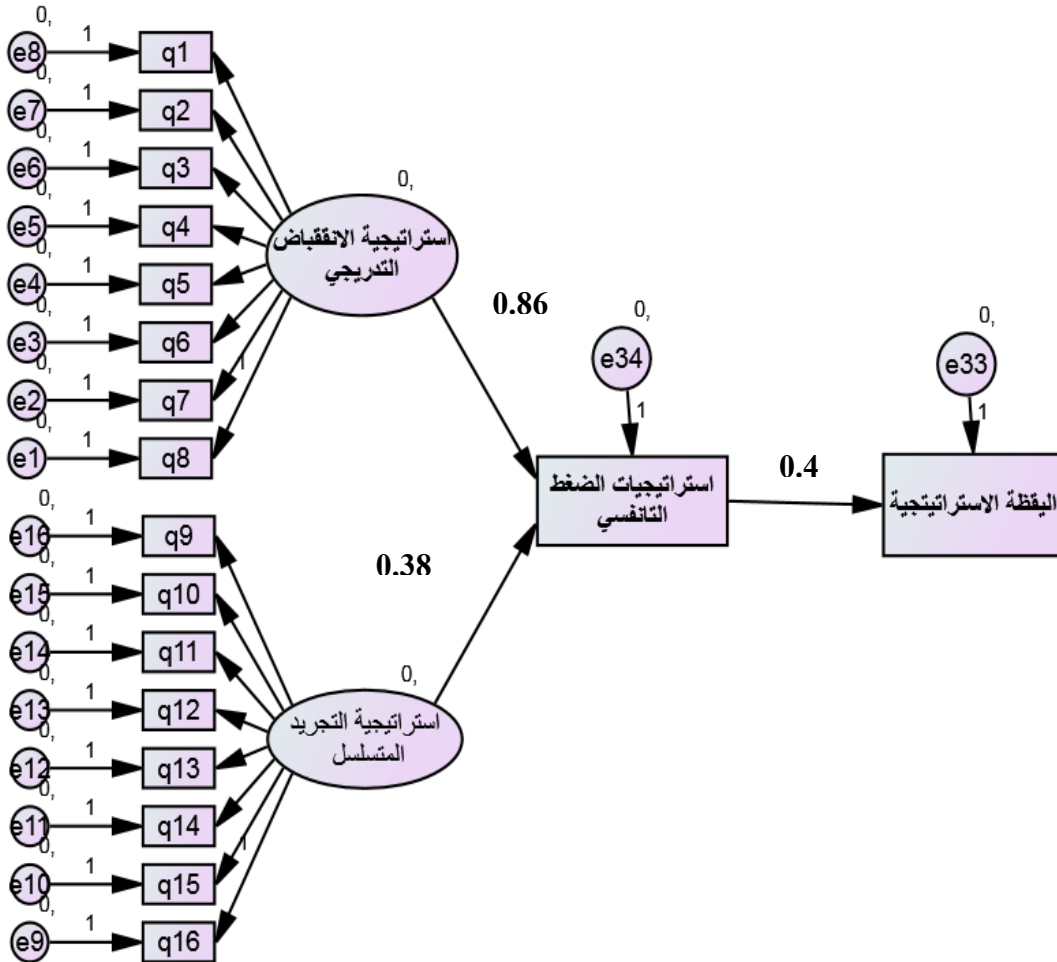 0,
e8 1 q1
0,
e7 1 q2
0,
e6 1 q3
0,
e5 1 q4
0,
e4 1 q5
0,
e3 1 q6
0,
e2 1 q7
0,
e1 1 q8
0,
استراتيجية الانققباض
التدريجي
1
0.86
0,
e34
1
0,
e33
1
استراتيجيات الضغط
التانفسي
0.4
اليقظة الاستراتيتجية
0,
e16 1 q9
0,
e15 1 q10
0,
e14 1 q11
0,
e13 1 q12
0,
e12 1 q13
0,
e11 1 q14
0,
e10 1 q15
0,
e9 1 q16
0.38
0,
استراتيجية التجريد
المتسلسل
1